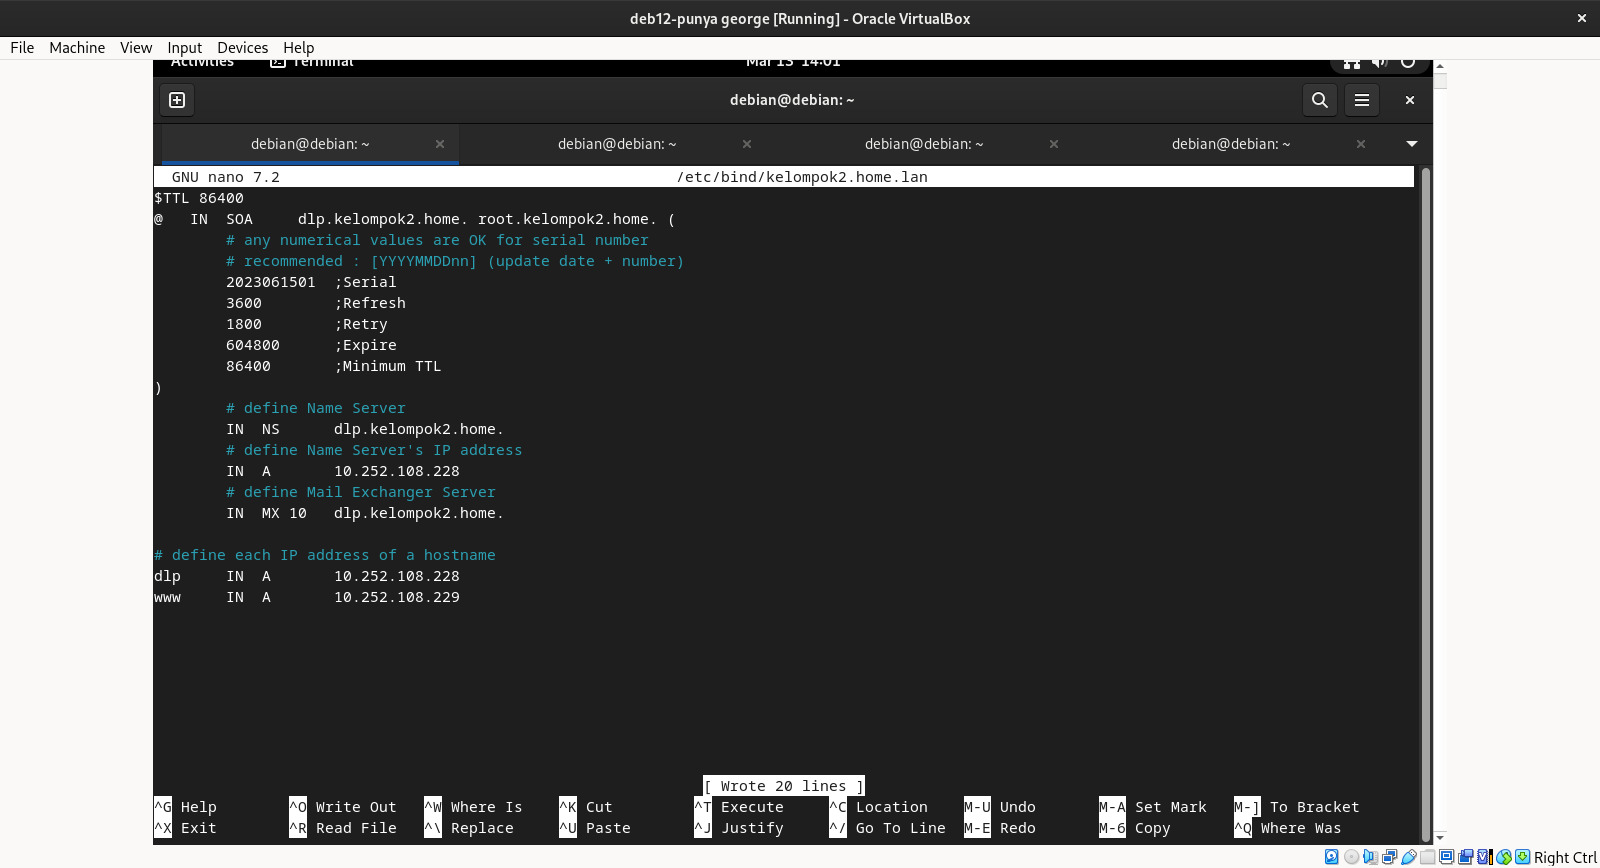 deb12-punya george [Running] - Oracle VirtualBox
File Machine View Input Devices Help
Activities Terminal Mar 13 14:01
debian@debian: ~
debian@debian: ~ debian@debian: ~ debian@debian: ~ debian@debian: ~
GNU nano 7.2 /etc/bind/kelompok2.home.lan
$TTL 86400
@ IN SOA dlp.kelompok2.home. root.kelompok2.home. (
# any numerical values are OK for serial number
# recommended : [YYYYMMDDnn] (update date + number)
2023061501 ;Serial
3600 ;Refresh
1800 ;Retry
604800 ;Expire
86400 ;Minimum TTL
)
# define Name Server
IN NS dlp.kelompok2.home.
# define Name Server's IP address
IN A 10.252.108.228
# define Mail Exchanger Server
IN MX 10 dlp.kelompok2.home.
# define each IP address of a hostname
dlp IN A 10.252.108.228
www IN A 10.252.108.229
[ Wrote 20 lines ]
^G Help ^O Write Out ^W Where Is ^K Cut ^T Execute ^C Location M-U Undo M-A Set Mark M-] To Bracket
^X Exit ^R Read File ^\ Replace ^U Paste ^J Justify ^/ Go To Line M-E Redo M-6 Copy ^Q Where Was
Right Ctrl